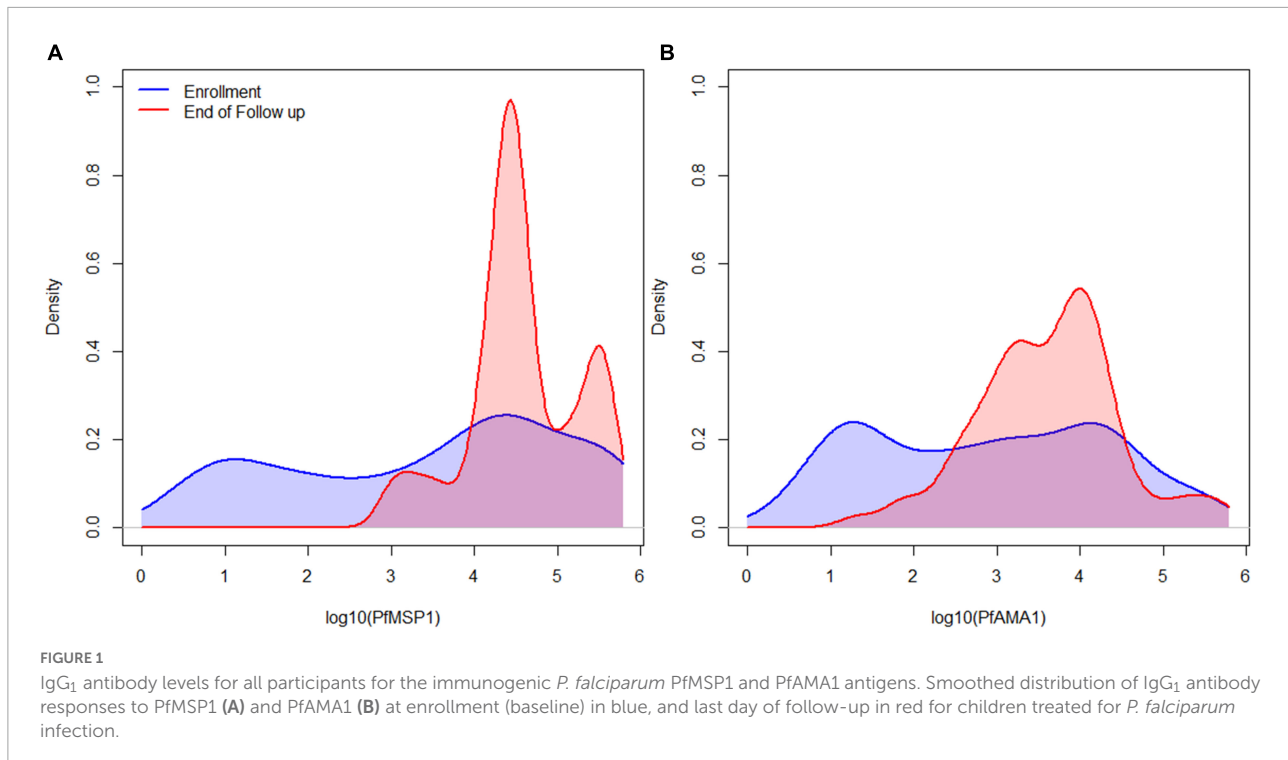 A
Enrollment
End of Follow up
1.0
0.8
0.6
0.4
0.2
0.0
Density
0 1 2 3 4 5 6
log10(PfMSP1)
B
1.0
0.8
0.6
0.4
0.2
0.0
Density
0 1 2 3 4 5 6
log10(PfAMA1)
FIGURE 1
IgG₁ antibody levels for all participants for the immunogenic P. falciparum PfMSP1 and PfAMA1 antigens. Smoothed distribution of IgG₁ antibody
responses to PfMSP1 (A) and PfAMA1 (B) at enrollment (baseline) in blue, and last day of follow-up in red for children treated for P. falciparum
infection.